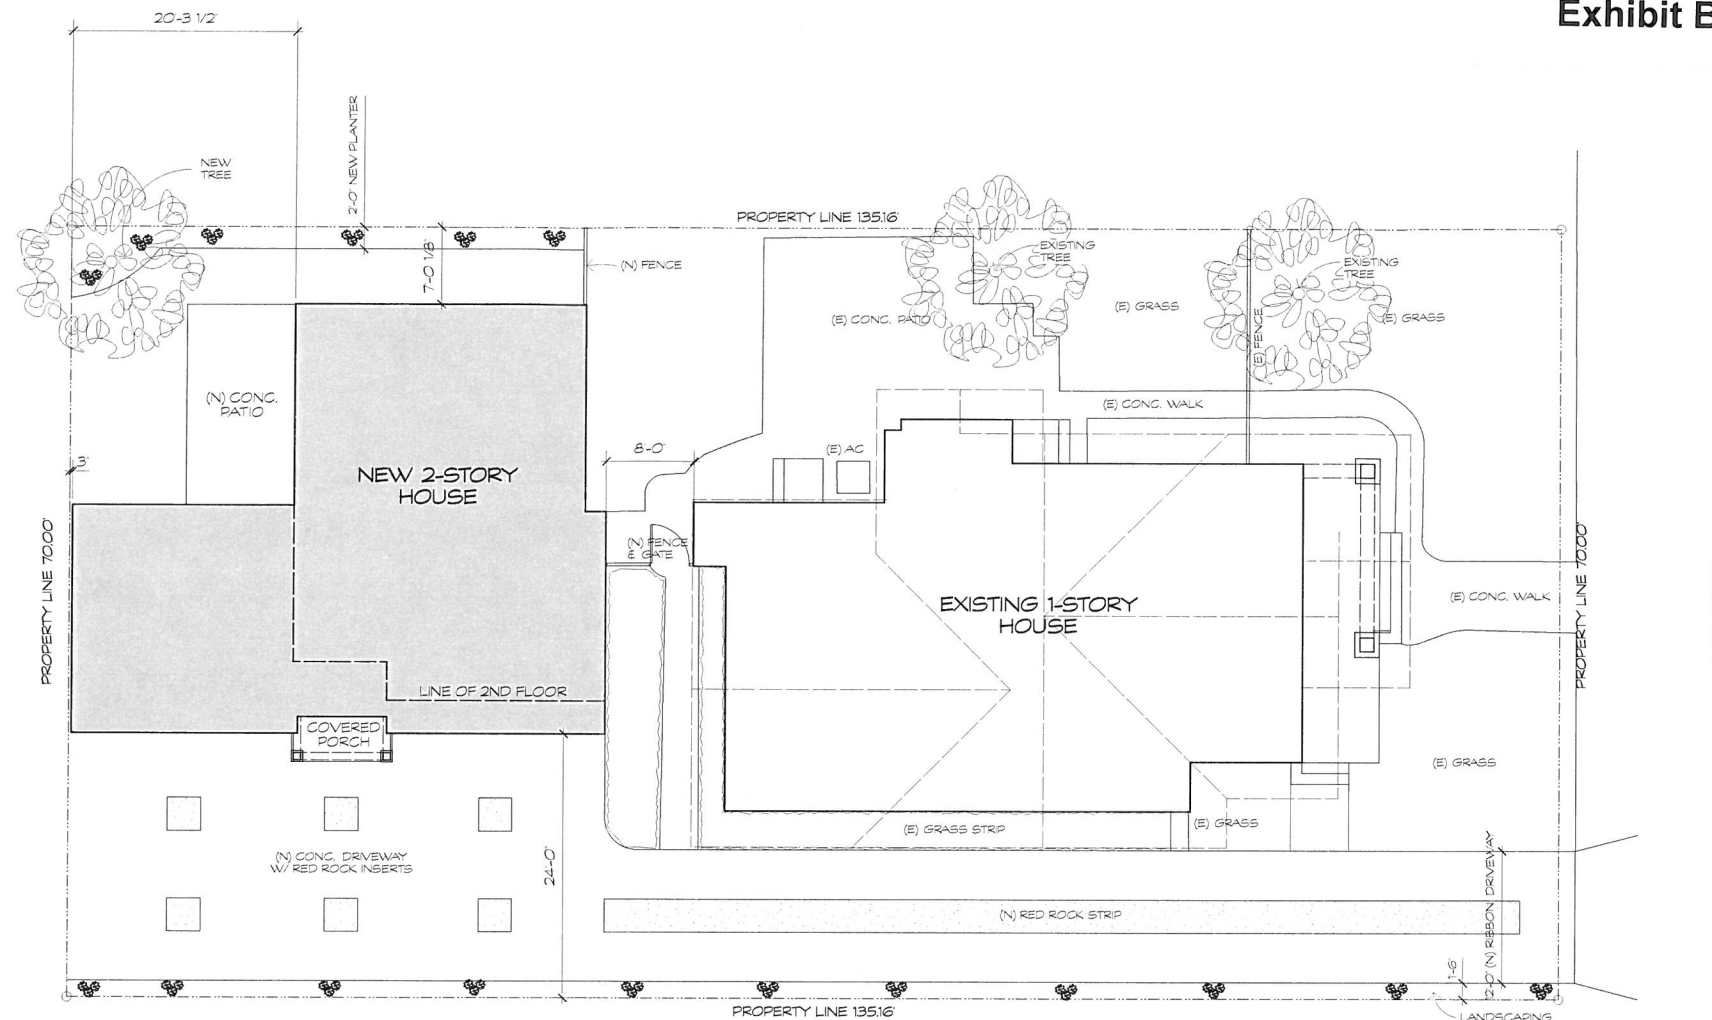 Exhibit B
20'-3 1/2"
2'-0" NEW PLANTER
NEW
TREE
PROPERTY LINE 135.16'
7'-0 1/8"
(N) FENCE
EXISTING
TREE
EXISTING
TREE
(E) CONC. PATIO
(E) GRASS
(E) FENCE
(E) GRASS
(N) CONC.
PATIO
(E) CONC. WALK
3"
NEW 2-STORY
HOUSE
8'-0"
(E) AC
(N) FENCE
& GATE
PROPERTY LINE 70.00'
EXISTING 1-STORY
HOUSE
(E) CONC. WALK
PROPERTY LINE 70.00'
LINE OF 2ND FLOOR
COVERED
PORCH
(E) GRASS
(E) GRASS STRIP
(E) GRASS
(N) CONC. DRIVEWAY
W/ RED ROCK INSERTS
24'-0"
(N) RED ROCK STRIP
12'-0" (N) RIBBON DRIVEWAY
1'-6"
PROPERTY LINE 135.16'
LANDSCAPING